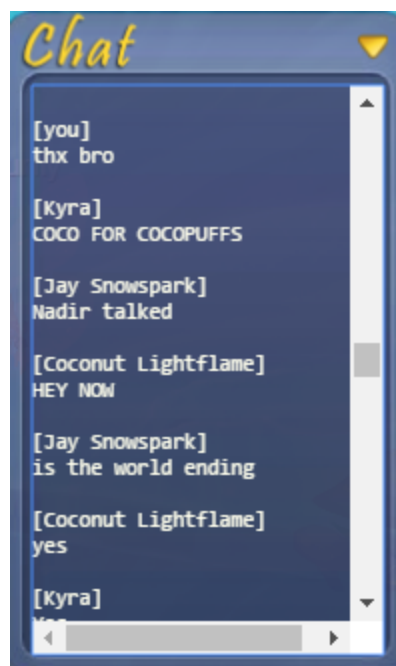 Chat
[you]
thx bro
[Kyra]
COCO FOR COCOPUFFS
[Jay Snowspark]
Nadir talked
[Coconut Lightflame]
HEY NOW
[Jay Snowspark]
is the world ending
[Coconut Lightflame]
yes
[Kyra]